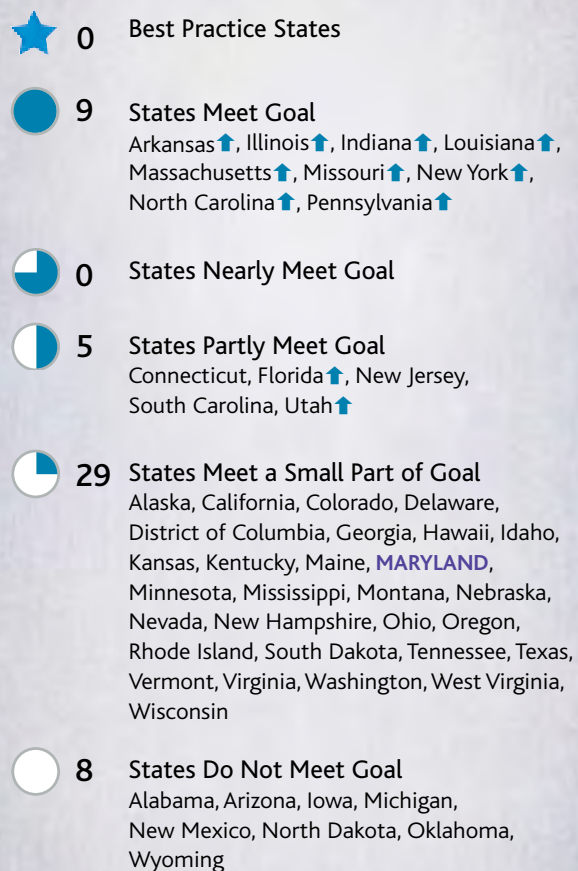 0 Best Practice States
9 States Meet Goal
Arkansas⬆, Illinois⬆, Indiana⬆, Louisiana⬆,
Massachusetts⬆, Missouri⬆, New York⬆,
North Carolina⬆, Pennsylvania⬆
0 States Nearly Meet Goal
5 States Partly Meet Goal
Connecticut, Florida⬆, New Jersey,
South Carolina, Utah⬆
29 States Meet a Small Part of Goal
Alaska, California, Colorado, Delaware,
District of Columbia, Georgia, Hawaii, Idaho,
Kansas, Kentucky, Maine, MARYLAND,
Minnesota, Mississippi, Montana, Nebraska,
Nevada, New Hampshire, Ohio, Oregon,
Rhode Island, South Dakota, Tennessee, Texas,
Vermont, Virginia, Washington, West Virginia,
Wisconsin
8 States Do Not Meet Goal
Alabama, Arizona, Iowa, Michigan,
New Mexico, North Dakota, Oklahoma,
Wyoming